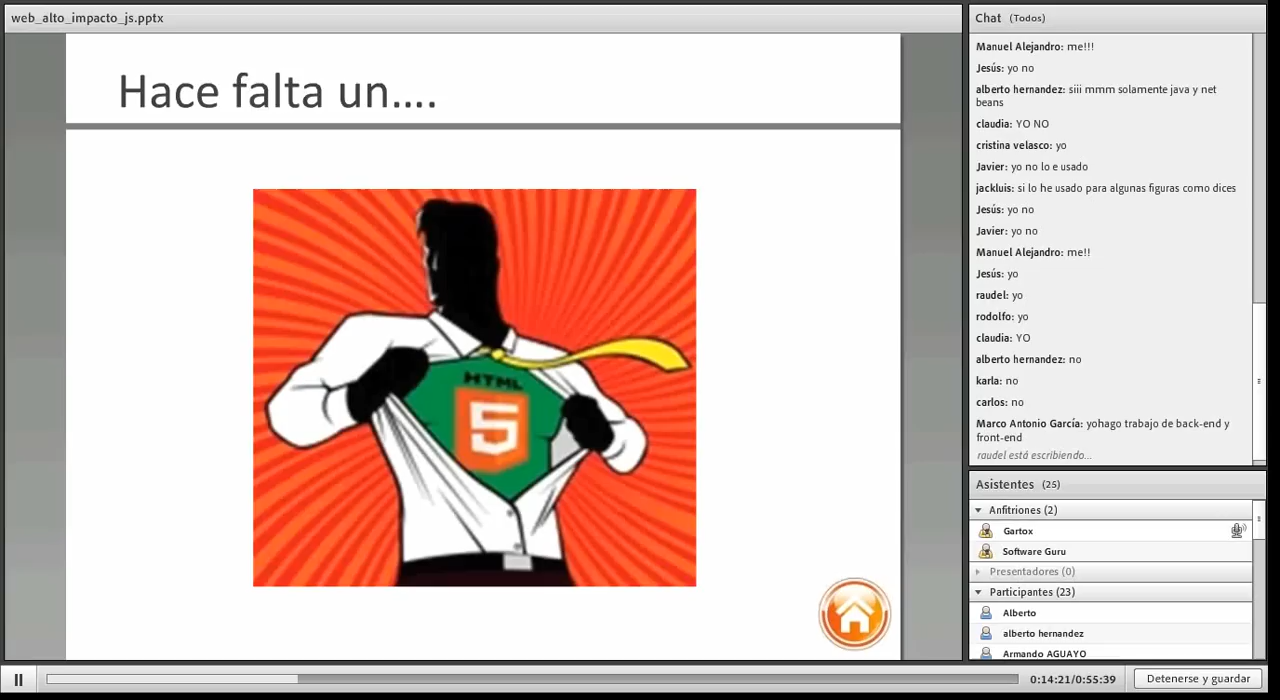 web_alto_impacto_js.pptx
Hace falta un....
HTML
5
Chat (Todos)
Manuel Alejandro: me!!!
Jesús: yo no
alberto hernandez: siii mmm solamente java y net
beans
claudia: YO NO
cristina velasco: yo
Javier: yo no lo e usado
jackluis: si lo he usado para algunas figuras como dices
Jesús: yo no
Javier: yo no
Manuel Alejandro: me!!
Jesús: yo
raudel: yo
rodolfo: yo
claudia: YO
alberto hernandez: no
karla: no
carlos: no
Marco Antonio García: yohago trabajo de back-end y
front-end
raudel está escribiendo...
Asistentes (25)
Anfitriones (2)
Gartox
Software Guru
Presentadores (0)
Participantes (23)
Alberto
alberto hernandez
Armando AGUAYO
0:14:21/0:55:39
Detenerse y guardar